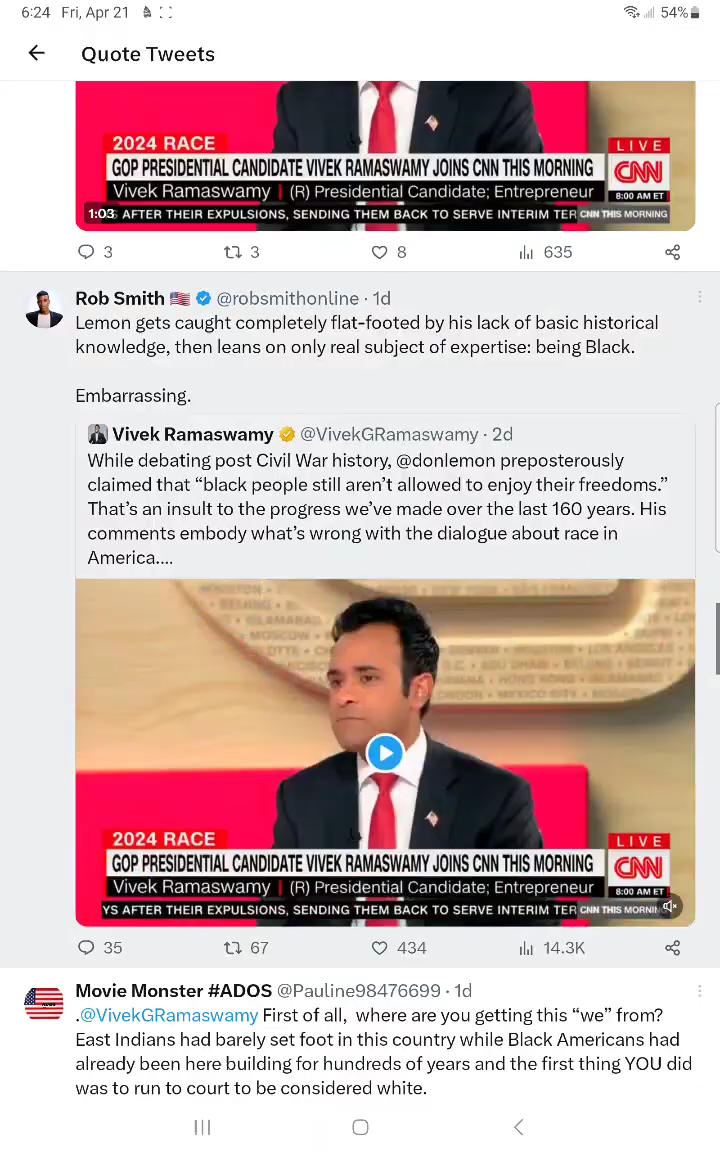 6:24 Fri, Apr 21 54%
Quote Tweets
2024 RACE
LIVE
GOP PRESIDENTIAL CANDIDATE VIVEK RAMASWAMY JOINS CNN THIS MORNING
CNN
Vivek Ramaswamy | (R) Presidential Candidate; Entrepreneur
8:00 AM ET
1:03 AFTER THEIR EXPULSIONS, SENDING THEM BACK TO SERVE INTERIM TER CNN THIS MORNING
3 3 8 635
Rob Smith @robsmithonline · 1d
Lemon gets caught completely flat-footed by his lack of basic historical
knowledge, then leans on only real subject of expertise: being Black.
Embarrassing.
Vivek Ramaswamy @VivekGRamaswamy · 2d
While debating post Civil War history, @donlemon preposterously
claimed that “black people still aren’t allowed to enjoy their freedoms.”
That’s an insult to the progress we’ve made over the last 160 years. His
comments embody what’s wrong with the dialogue about race in
America....
2024 RACE
LIVE
GOP PRESIDENTIAL CANDIDATE VIVEK RAMASWAMY JOINS CNN THIS MORNING
CNN
Vivek Ramaswamy | (R) Presidential Candidate; Entrepreneur
8:00 AM ET
YS AFTER THEIR EXPULSIONS, SENDING THEM BACK TO SERVE INTERIM TER CNN THIS MORNIN
35 67 434 14.3K
Movie Monster #ADOS @Pauline98476699 · 1d
.@VivekGRamaswamy First of all, where are you getting this “we” from?
East Indians had barely set foot in this country while Black Americans had
already been here building for hundreds of years and the first thing YOU did
was to run to court to be considered white.